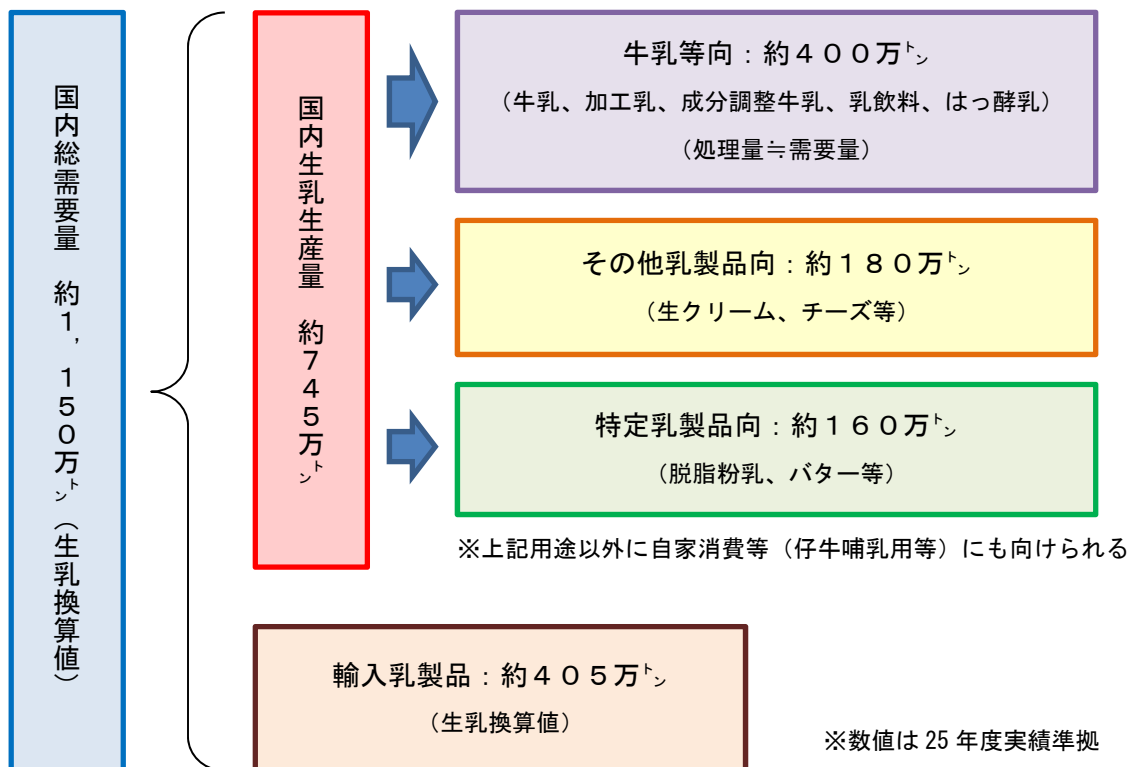 国内総需要量　約１，１５０万㌧（生乳換算値）
国内生乳生産量　約７４５万㌧
牛乳等向：約４００万㌧
（牛乳、加工乳、成分調整牛乳、乳飲料、はっ酵乳）
（処理量≒需要量）
その他乳製品向：約１８０万㌧
（生クリーム、チーズ等）
特定乳製品向：約１６０万㌧
（脱脂粉乳、バター等）
※上記用途以外に自家消費等（仔牛哺乳用等）にも向けられる
輸入乳製品：約４０５万㌧
（生乳換算値）
※数値は 25 年度実績準拠